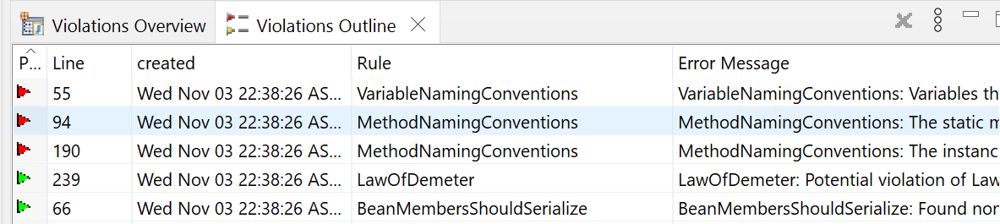 Violations Overview Violations Outline
P... Line created Rule Error Message
55 Wed Nov 03 22:38:26 AS... VariableNamingConventions VariableNamingConventions: Variables th
94 Wed Nov 03 22:38:26 AS... MethodNamingConventions MethodNamingConventions: The static m
190 Wed Nov 03 22:38:26 AS... MethodNamingConventions MethodNamingConventions: The instanc
239 Wed Nov 03 22:38:26 AS... LawOfDemeter LawOfDemeter: Potential violation of Law
66 Wed Nov 03 22:38:26 AS... BeanMembersShouldSerialize BeanMembersShouldSerialize: Found non